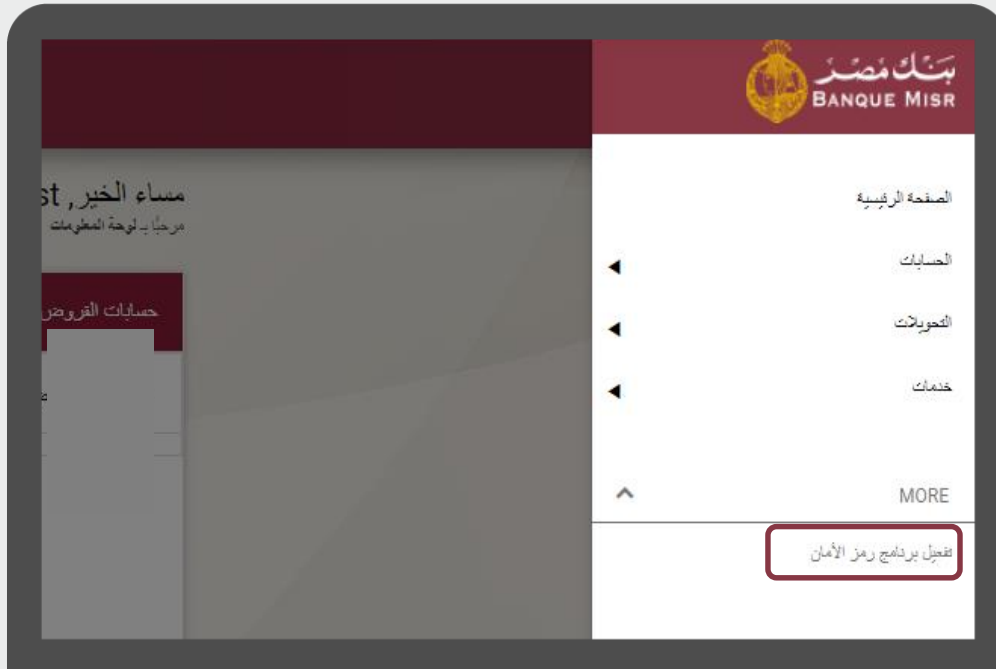 بنك مصر
BANQUE MISR
الصفحة الرئيسية
الحسابات
التحويلات
خدمات
MORE
تفعيل برنامج رمز الأمان
مساء الخير, st
مرحبًا بـ لوحة المعلومات
حسابات القروض